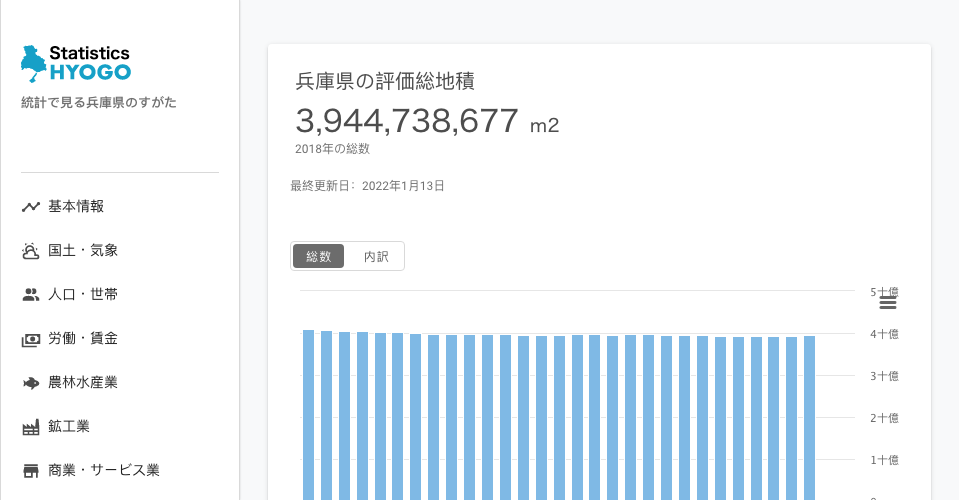 Statistics
HYOGO
統計で見る兵庫県のすがた
基本情報
国土・気象
人口・世帯
労働・賃金
農林水産業
鉱工業
商業・サービス業
兵庫県の評価総地積
3,944,738,677 m2
2018年の総数
最終更新日: 2022年1月13日
総数 内訳
5十億
4十億
3十億
2十億
1十億